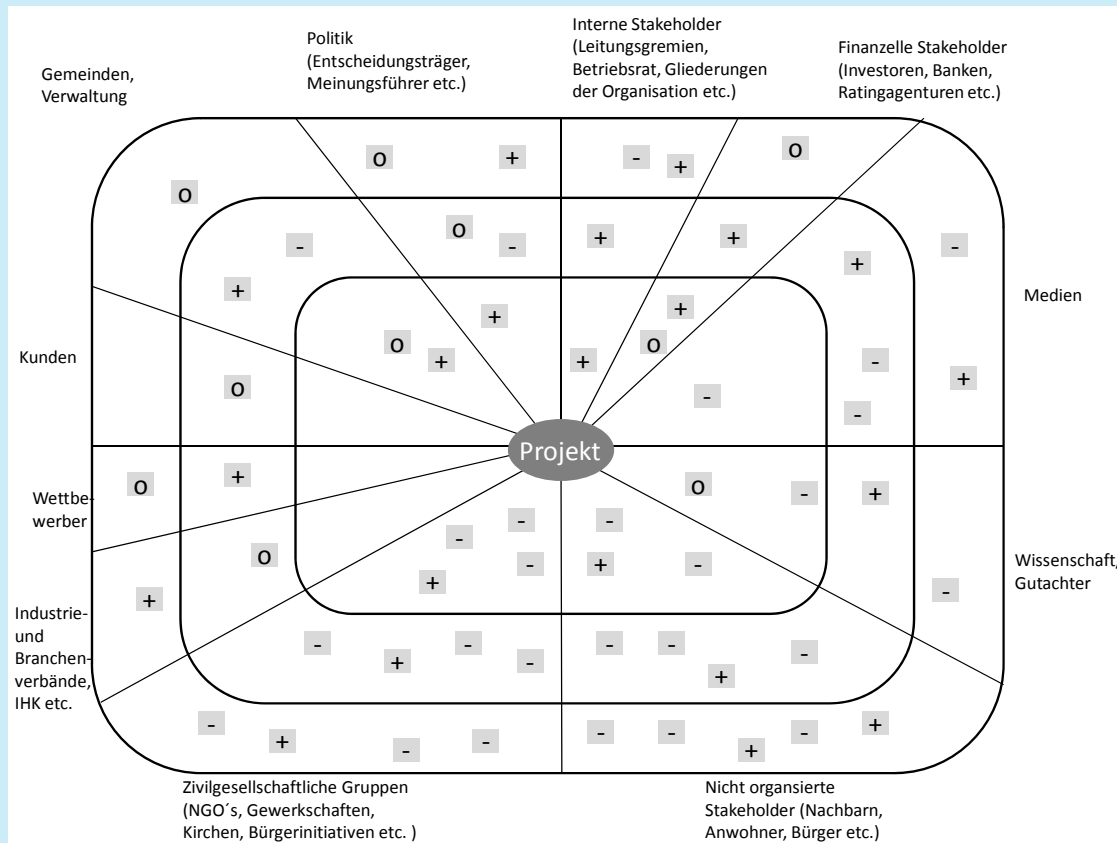 Politik
(Entscheidungsträger,
Meinungsführer etc.)
Interne Stakeholder
(Leitungsgremien,
Betriebsrat, Gliederungen
der Organisation etc.)
Finanzelle Stakeholder
(Investoren, Banken,
Ratingagenturen etc.)
Gemeinden,
Verwaltung
o + - + o
o
o - + +
- + -
+
+ +
Medien
o + + o
Kunden
o - - +
-
Projekt
o + o - +
Wettbe-
werber
- -
- o
- + - Wissenschaft,
Gutachter
+ + -
Industrie-
und
Branchen-
verbände,
IHK etc.
- - - - -
+ - +
- - - - +
+ - - +
Zivilgesellschaftliche Gruppen
(NGO´s, Gewerkschaften,
Kirchen, Bürgerinitiativen etc. )
Nicht organsierte
Stakeholder (Nachbarn,
Anwohner, Bürger etc.)